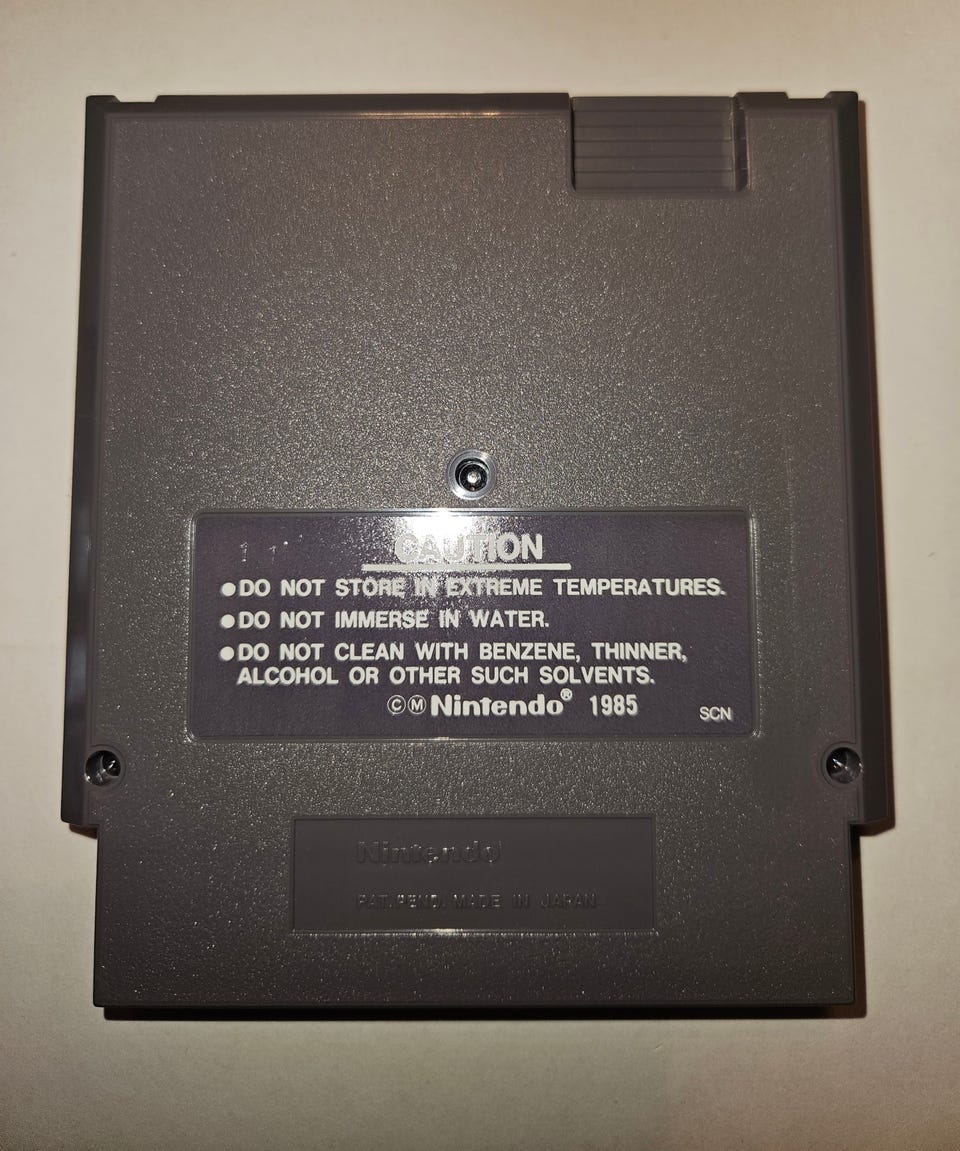 CAUTION
●DO NOT STORE IN EXTREME TEMPERATURES.
●DO NOT IMMERSE IN WATER.
●DO NOT CLEAN WITH BENZENE, THINNER,
ALCOHOL OR OTHER SUCH SOLVENTS.
ⒸⓂNintendo® 1985
SCN
Nintendo
PAT. PEND. MADE IN JAPAN